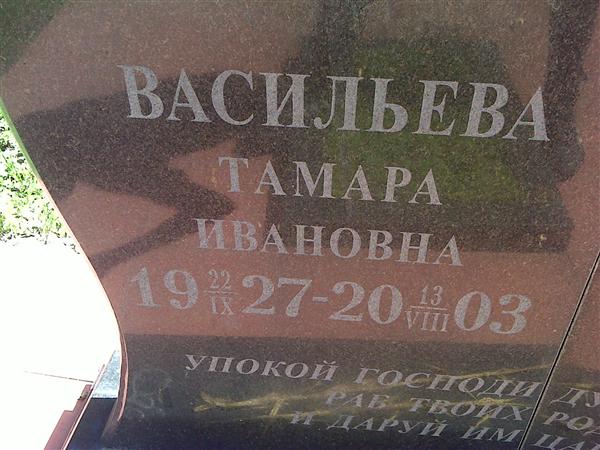 ВАСИЛЬЕВА
ТАМАРА
ИВАНОВНА
19 22/IX 27-20 13/VIII 03
УПОКОЙ ГОСПОДИ
РАБ ТВОИХ
И ДАРУЙ ИМ